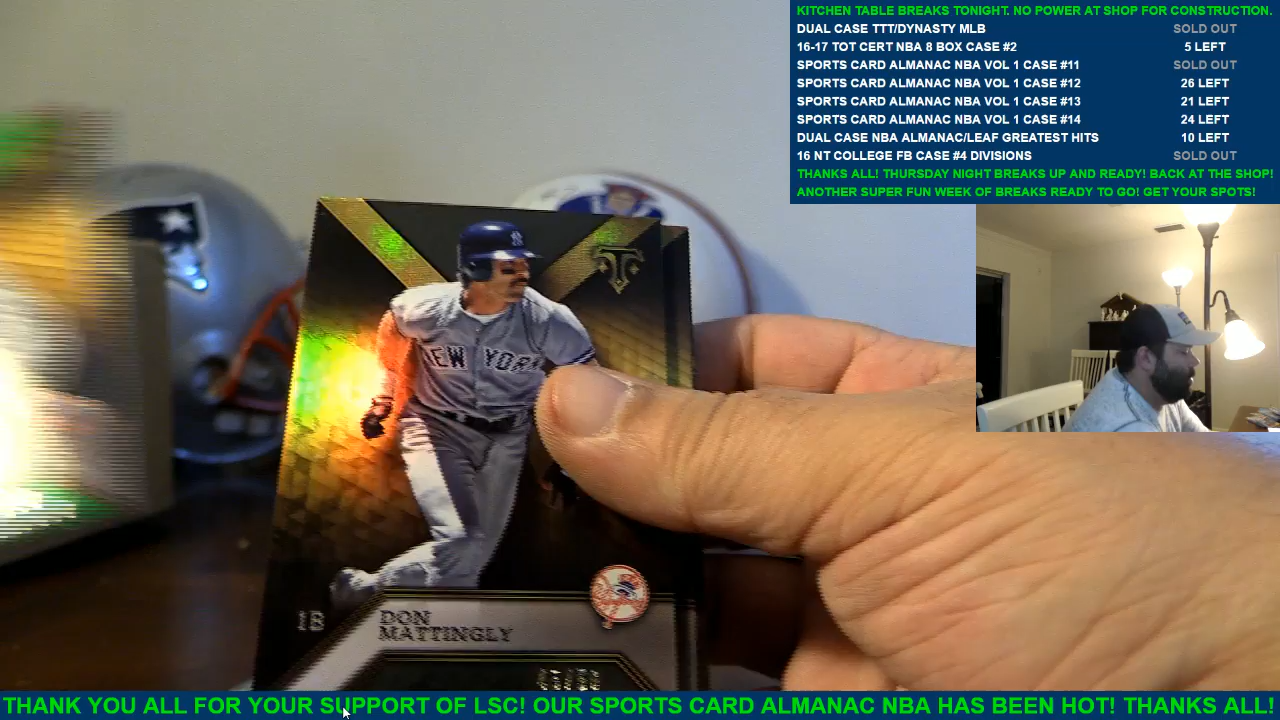 KITCHEN TABLE BREAKS TONIGHT. NO POWER AT SHOP FOR CONSTRUCTION.
DUAL CASE TTT/DYNASTY MLB SOLD OUT
16-17 TOT CERT NBA 8 BOX CASE #2 5 LEFT
SPORTS CARD ALMANAC NBA VOL 1 CASE #11 SOLD OUT
SPORTS CARD ALMANAC NBA VOL 1 CASE #12 26 LEFT
SPORTS CARD ALMANAC NBA VOL 1 CASE #13 21 LEFT
SPORTS CARD ALMANAC NBA VOL 1 CASE #14 24 LEFT
DUAL CASE NBA ALMANAC/LEAF GREATEST HITS 10 LEFT
16 NT COLLEGE FB CASE #4 DIVISIONS SOLD OUT
THANKS ALL! THURSDAY NIGHT BREAKS UP AND READY! BACK AT THE SHOP!
ANOTHER SUPER FUN WEEK OF BREAKS READY TO GO! GET YOUR SPOTS!
NEW YORK
1B
DON
MATTINGLY
THANK YOU ALL FOR YOUR SUPPORT OF LSC! OUR SPORTS CARD ALMANAC NBA HAS BEEN HOT! THANKS ALL!